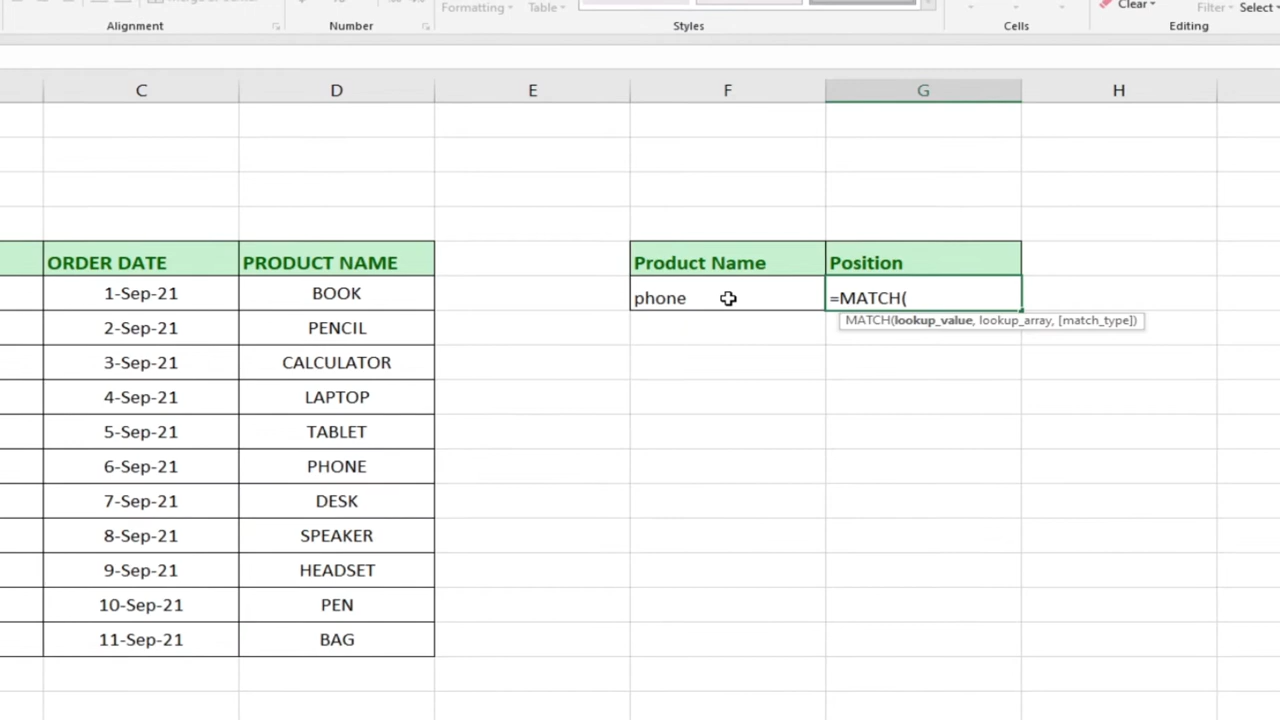 Formatting Table Clear Filter Select
Alignment Number Styles Cells Editing
C D E F G H
ORDER DATE PRODUCT NAME Product Name Position
1-Sep-21 BOOK phone =MATCH(
MATCH(lookup_value, lookup_array, [match_type])
2-Sep-21 PENCIL
3-Sep-21 CALCULATOR
4-Sep-21 LAPTOP
5-Sep-21 TABLET
6-Sep-21 PHONE
7-Sep-21 DESK
8-Sep-21 SPEAKER
9-Sep-21 HEADSET
10-Sep-21 PEN
11-Sep-21 BAG